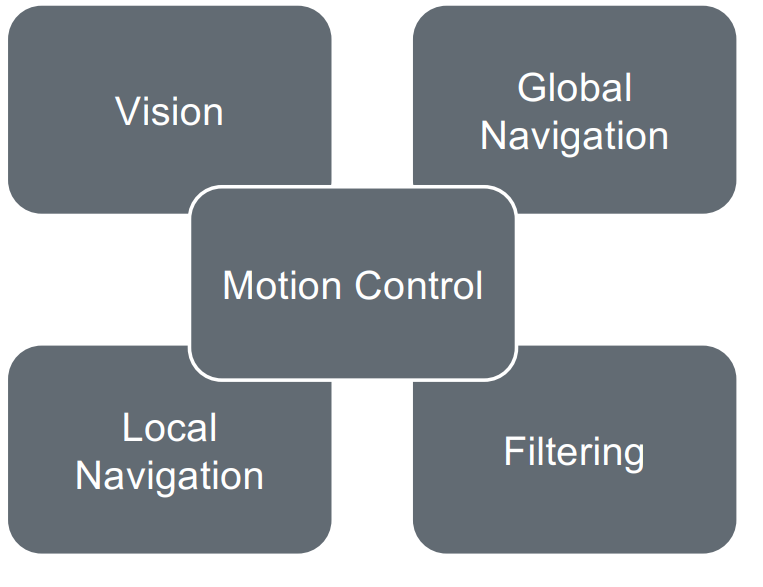 Vision
Global
Navigation
Motion Control
Local
Navigation
Filtering